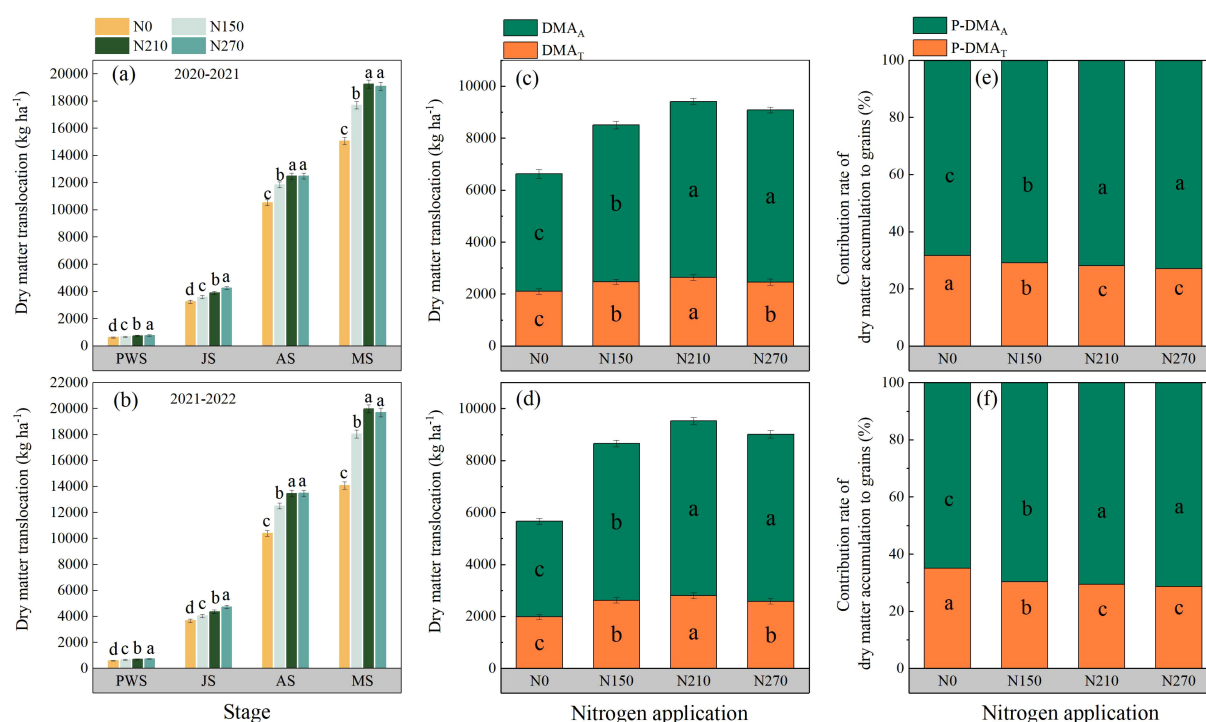 N0 N150
N210 N270
(a) 2020-2021
Dry matter translocation (kg ha⁻¹)
20000
18000
16000
14000
12000
10000
8000
6000
4000
2000
0
d c b a
d c b a
c b a a
c b a a
PWS JS AS MS
(b) 2021-2022
Dry matter translocation (kg ha⁻¹)
22000
20000
18000
16000
14000
12000
10000
8000
6000
4000
2000
0
d c b a
d c b a
c b a a
c b a a
PWS JS AS MS
Stage
DMA_A
DMA_T
(c)
Dry matter translocation (kg ha⁻¹)
10000
8000
6000
4000
2000
0
c b a a
c b a b
N0 N150 N210 N270
(d)
Dry matter translocation (kg ha⁻¹)
10000
8000
6000
4000
2000
0
c b a a
c b a b
N0 N150 N210 N270
Nitrogen application
P-DMA_A
P-DMA_T
(e)
Contribution rate of
dry matter accumulation to grains (%)
100
80
60
40
20
0
c b a a
a b c c
N0 N150 N210 N270
(f)
Contribution rate of
dry matter accumulation to grains (%)
100
80
60
40
20
0
c b a a
a b c c
N0 N150 N210 N270
Nitrogen application